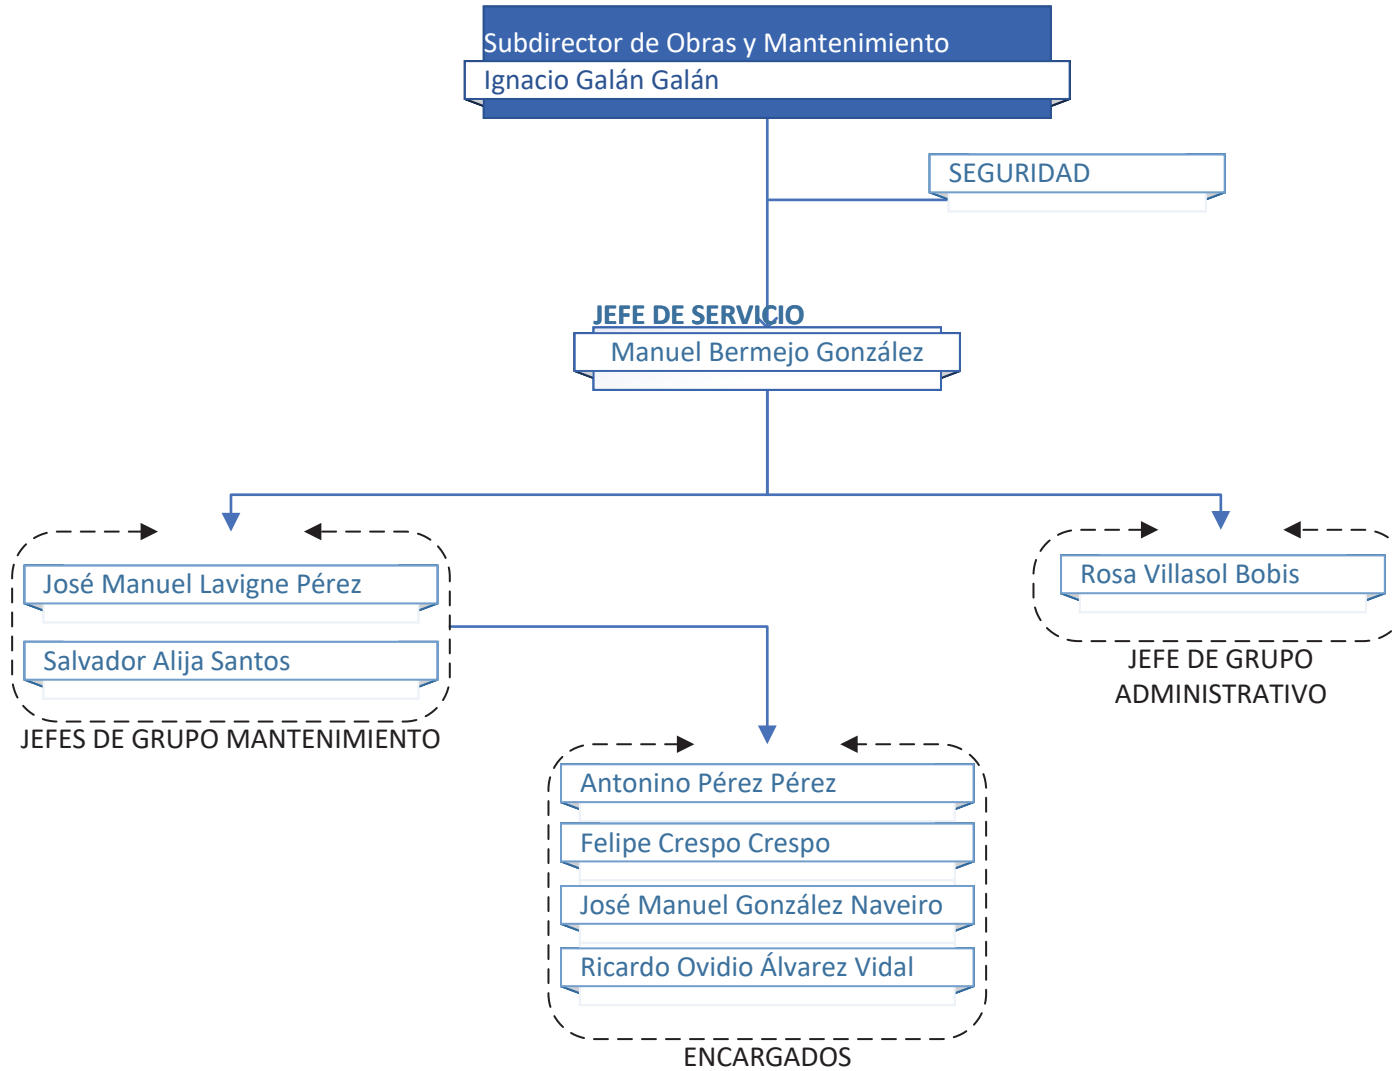 Subdirector de Obras y Mantenimiento
Ignacio Galán Galán
SEGURIDAD
JEFE DE SERVICIO
Manuel Bermejo González
José Manuel Lavigne Pérez
Salvador Alija Santos
JEFES DE GRUPO MANTENIMIENTO
Rosa Villasol Bobis
JEFE DE GRUPO
ADMINISTRATIVO
Antonino Pérez Pérez
Felipe Crespo Crespo
José Manuel González Naveiro
Ricardo Ovidio Álvarez Vidal
ENCARGADOS